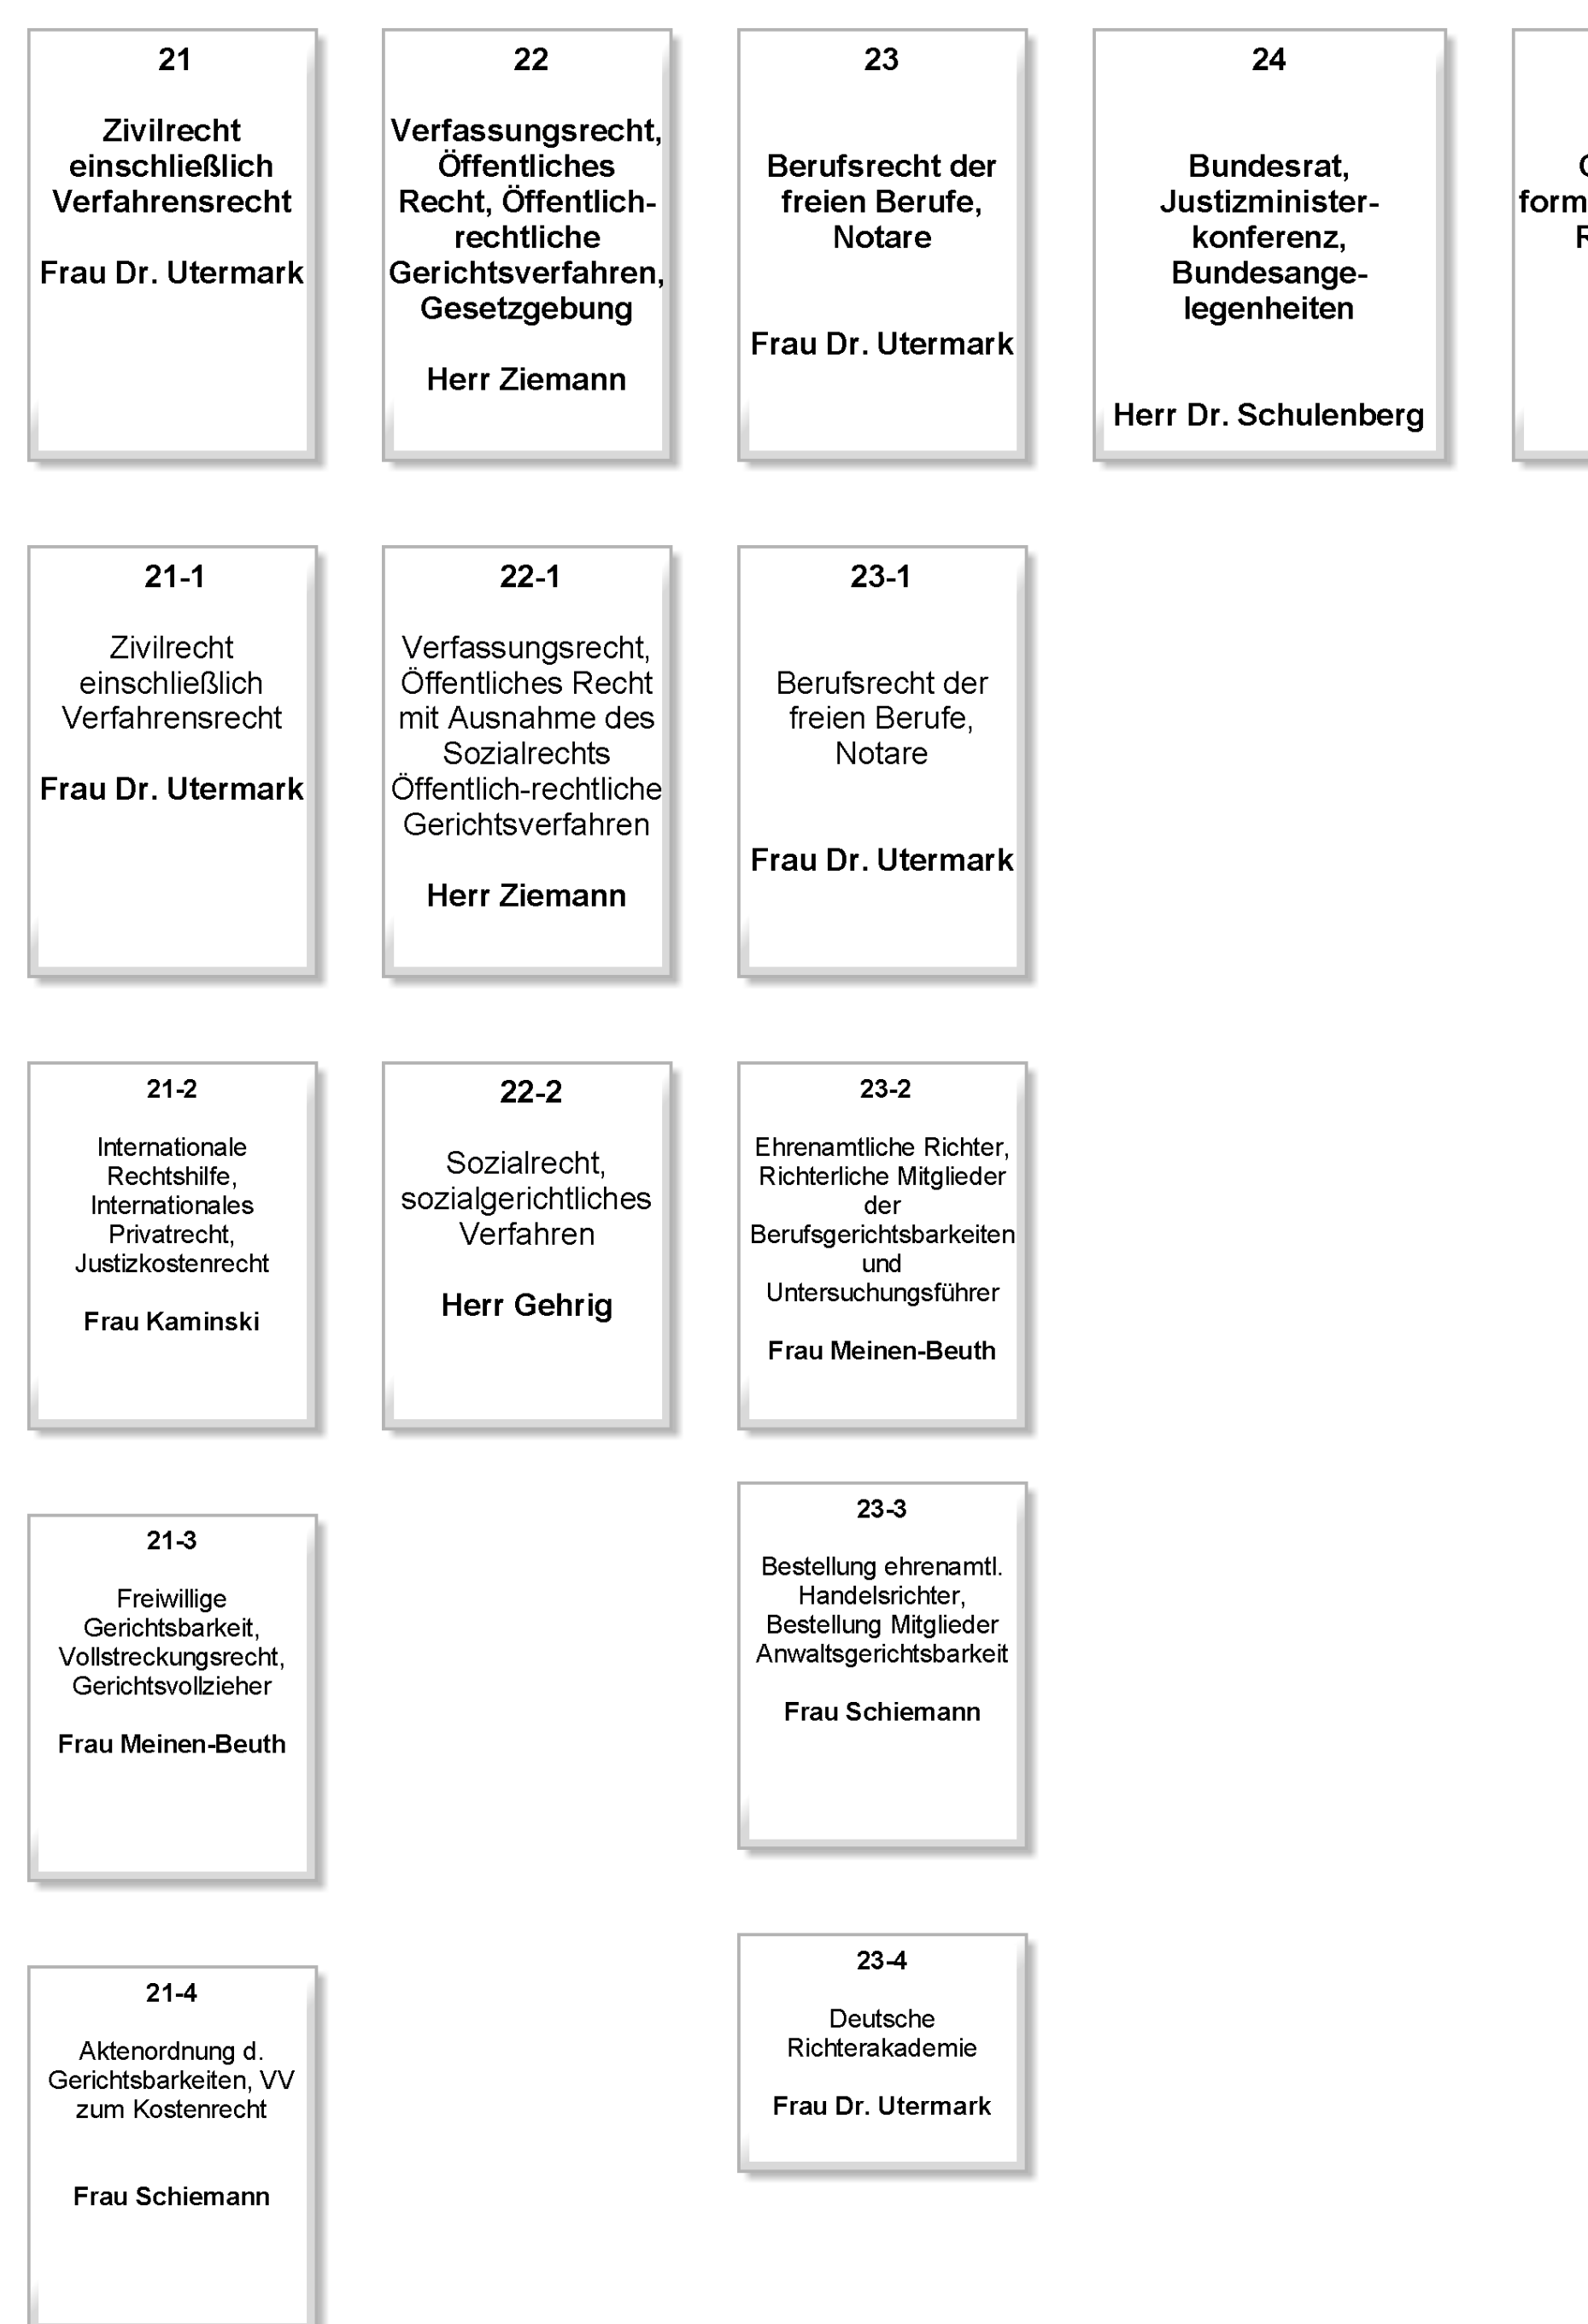 21
Zivilrecht
einschließlich
Verfahrensrecht
Frau Dr. Utermark
22
Verfassungsrecht,
Öffentliches
Recht, Öffentlich-
rechtliche
Gerichtsverfahren,
Gesetzgebung
Herr Ziemann
23
Berufsrecht der
freien Berufe,
Notare
Frau Dr. Utermark
24
Bundesrat,
Justizminister-
konferenz,
Bundesange-
legenheiten
Herr Dr. Schulenberg
form
21-1
Zivilrecht
einschließlich
Verfahrensrecht
Frau Dr. Utermark
22-1
Verfassungsrecht,
Öffentliches Recht
mit Ausnahme des
Sozialrechts
Öffentlich-rechtliche
Gerichtsverfahren
Herr Ziemann
23-1
Berufsrecht der
freien Berufe,
Notare
Frau Dr. Utermark
21-2
Internationale
Rechtshilfe,
Internationales
Privatrecht,
Justizkostenrecht
Frau Kaminski
22-2
Sozialrecht,
sozialgerichtliches
Verfahren
Herr Gehrig
23-2
Ehrenamtliche Richter,
Richterliche Mitglieder
der
Berufsgerichtsbarkeiten
und
Untersuchungsführer
Frau Meinen-Beuth
21-3
Freiwillige
Gerichtsbarkeit,
Vollstreckungsrecht,
Gerichtsvollzieher
Frau Meinen-Beuth
23-3
Bestellung ehrenamtl.
Handelsrichter,
Bestellung Mitglieder
Anwaltsgerichtsbarkeit
Frau Schiemann
21-4
Aktenordnung d.
Gerichtsbarkeiten, VV
zum Kostenrecht
Frau Schiemann
23-4
Deutsche
Richterakademie
Frau Dr. Utermark